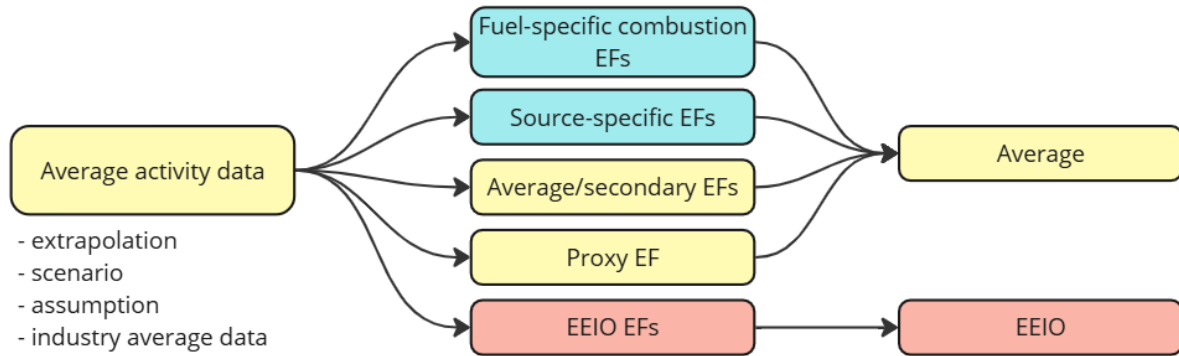 Average activity data
- extrapolation
- scenario
- assumption
- industry average data
Fuel-specific combustion
EFs
Source-specific EFs
Average/secondary EFs
Proxy EF
EEIO EFs
Average
EEIO